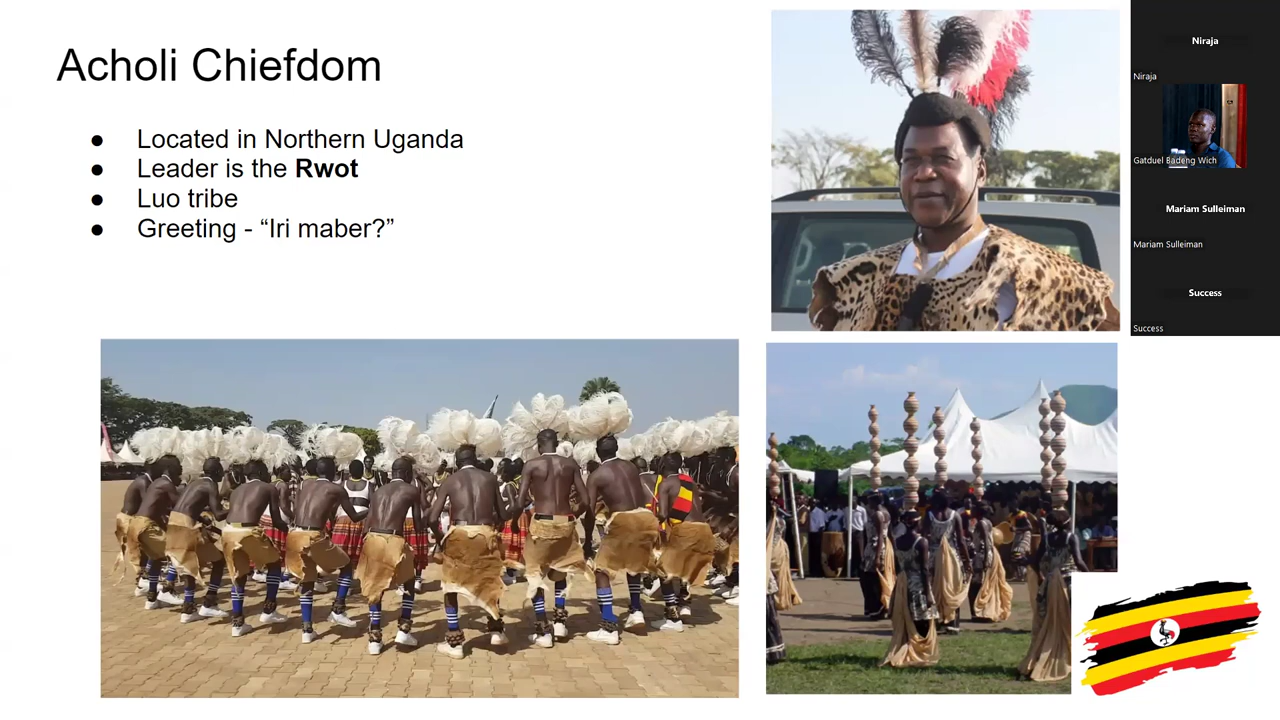 Acholi Chiefdom
● Located in Northern Uganda
● Leader is the Rwot
● Luo tribe
● Greeting - “Iri maber?”
Niraja
Niraja
Gatduel Badeng Wich
Mariam Sulleiman
Mariam Sulleiman
Success
Success